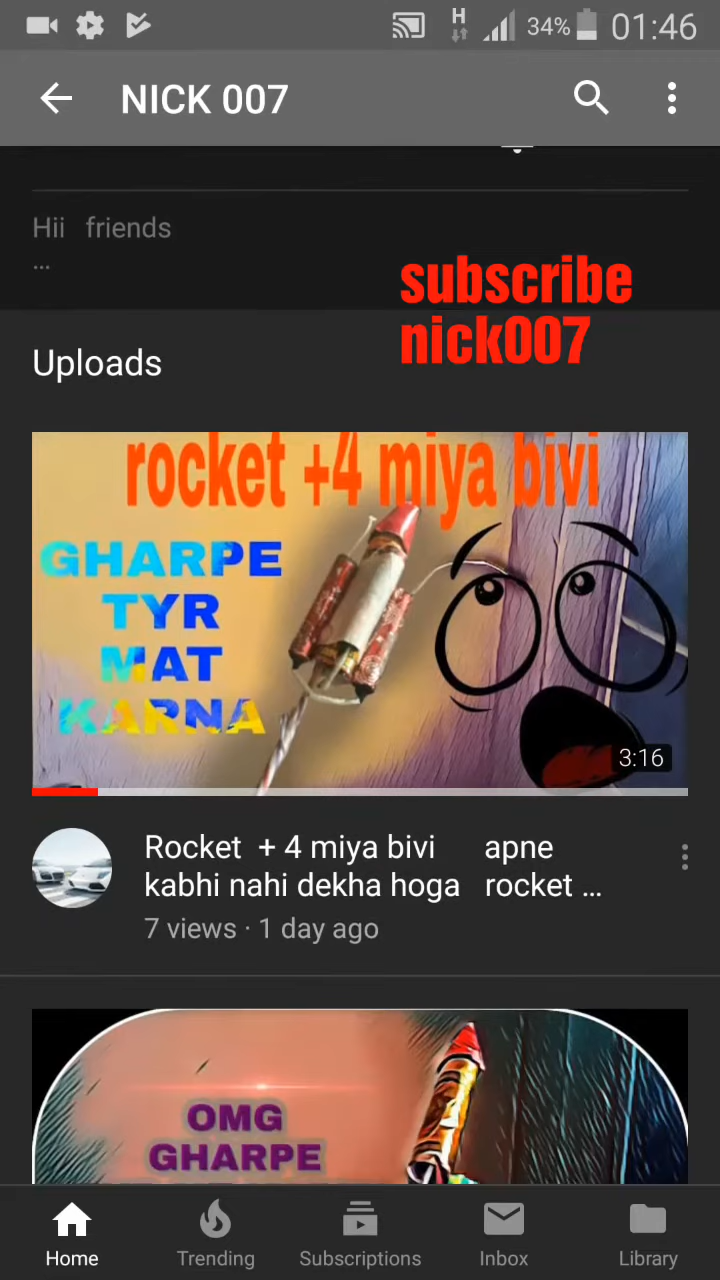 H 34% 01:46
NICK 007
Hii friends
...
subscribe
nick007
Uploads
rocket +4 miya bivi
GHARPE
TYR
MAT
KARNA
3:16
Rocket + 4 miya bivi apne
kabhi nahi dekha hoga rocket ...
7 views · 1 day ago
OMG
GHARPE
Home Trending Subscriptions Inbox Library